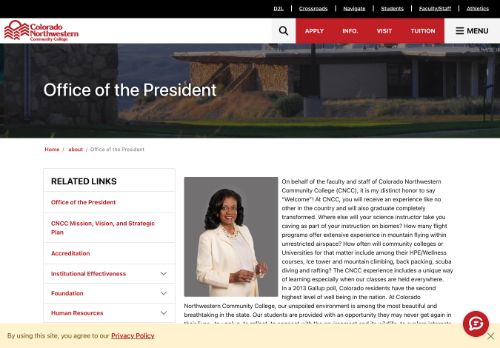 D2L | Crossroads | Navigate | Students | Faculty/Staff | Athletics
Colorado
Northwestern
Community College
APPLY INFO. VISIT TUITION MENU
Office of the President
Home / about / Office of the President
RELATED LINKS
Office of the President
CNCC Mission, Vision, and Strategic
Plan
Accreditation
Institutional Effectiveness
Foundation
Human Resources
On behalf of the faculty and staff of Colorado Northwestern
Community College (CNCC), it is my distinct honor to say
"Welcome"! At CNCC, you will receive an experience like no
other in the country and will also graduate completely
transformed. Where else will your science instructor take you
caving as part of your instruction on biomes? How many flight
programs offer extensive experience in mountain flying within
unrestricted airspace? How often will community colleges or
Universities for that matter include among their HPE/Wellness
courses, Ice tower and mountain climbing, back packing, scuba
diving and rafting? The CNCC experience includes a unique way
of learning especially when our classes are held everywhere.
In a 2013 Gallup poll, Colorado residents have the second
highest level of well being in the nation. At Colorado
Northwestern Community College, our unspoiled environment is among the most beautiful and
breathtaking in the state. Our students are provided with an opportunity they may never get again in
By using this site, you agree to our Privacy Policy